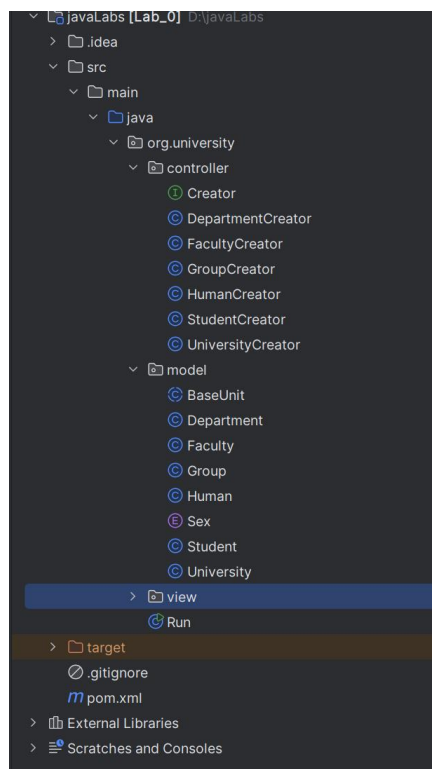 javaLabs [Lab_0] D:\javaLabs
.idea
src
main
java
org.university
controller
I Creator
C DepartmentCreator
C FacultyCreator
C GroupCreator
C HumanCreator
C StudentCreator
C UniversityCreator
model
C BaseUnit
C Department
C Faculty
C Group
C Human
E Sex
C Student
C University
view
C Run
target
.gitignore
m pom.xml
External Libraries
Scratches and Consoles